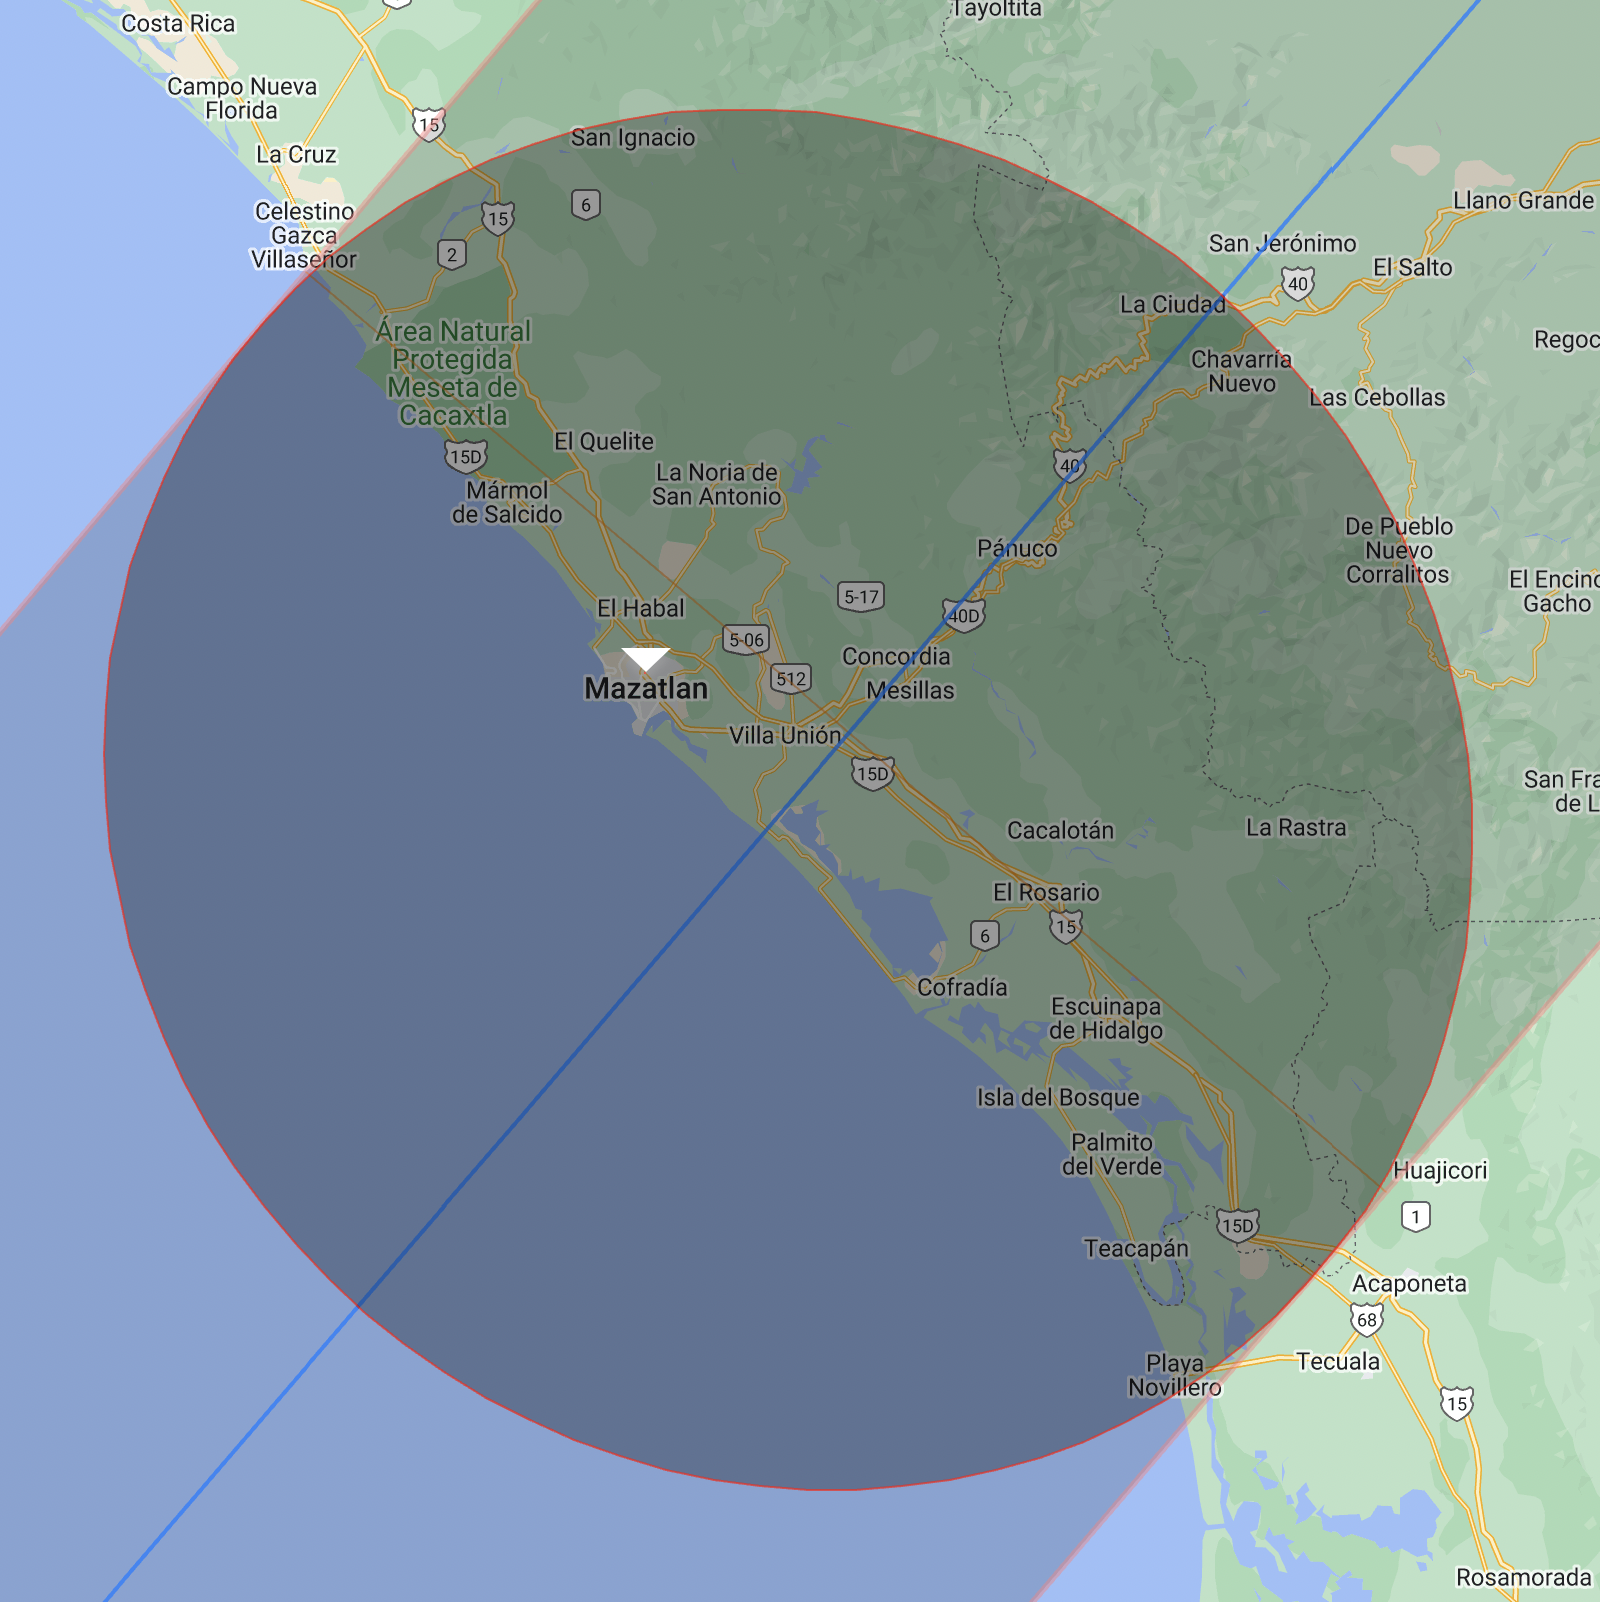 Tayoltita
Costa Rica
Campo Nueva
Florida
15
San Ignacio
La Cruz
Llano Grande
6
Celestino
Gazca
Villaseñor
15
2
San Jerónimo
El Salto
40
La Ciudad
Área Natural
Protegida
Meseta de
Cacaxtla
Regoc
Chavarría
Nuevo
Las Cebollas
El Quelite
15D
La Noria de
San Antonio
40
Mármol
de Salcido
De Pueblo
Nuevo
Corralitos
Pánuco
El Encino
Gacho
5-17
El Habal
40D
5-06
Concordia
512
Mazatlan
Mesillas
Villa Unión
15D
San Fra
de L
Cacalotán
La Rastra
El Rosario
6
15
Cofradía
Escuinapa
de Hidalgo
Isla del Bosque
Palmito
del Verde
Huajicori
1
15D
Teacapán
Acaponeta
68
Playa
Novillero
Tecuala
15
Rosamorada